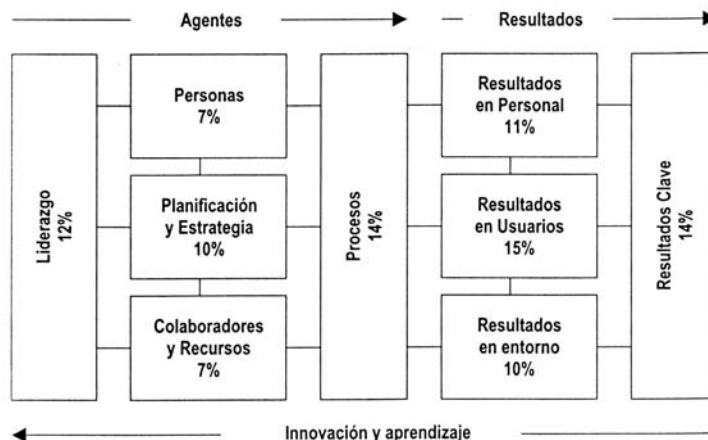 Agentes
Resultados
Liderazgo
12%
Personas
7%
Planificación
y Estrategia
10%
Colaboradores
y Recursos
7%
Procesos
14%
Resultados
en Personal
11%
Resultados
en Usuarios
15%
Resultados
en entorno
10%
Resultados Clave
14%
Innovación y aprendizaje